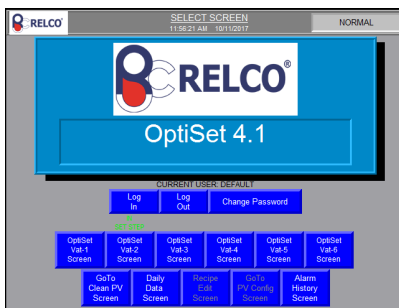 RELCO®
SELECT SCREEN
11:56:21 AM 10/11/2017
NORMAL
RELCO®
OptiSet 4.1
CURRENT USER: DEFAULT
Log
In
Log
Out
Change Password
OptiSet
Vat-1
Screen
OptiSet
Vat-2
Screen
OptiSet
Vat-3
Screen
OptiSet
Vat-4
Screen
OptiSet
Vat-5
Screen
OptiSet
Vat-6
Screen
GoTo
Clean PV
Screen
Daily
Data
Screen
Recipe
Edit
Screen
GoTo
PV Config
Screen
Alarm
History
Screen